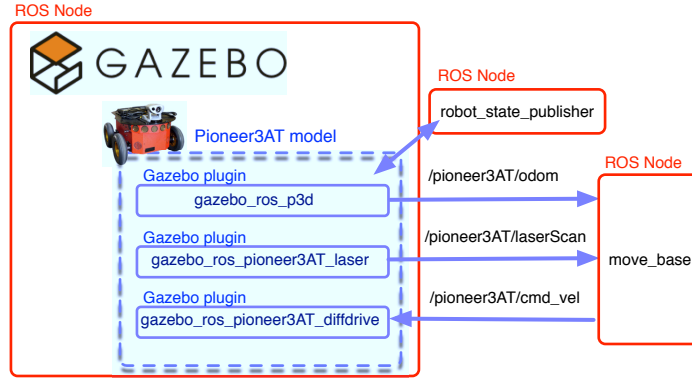 ROS Node
GAZEBO
ROS Node
robot_state_publisher
Pioneer3AT model
ROS Node
Gazebo plugin
/pioneer3AT/odom
gazebo_ros_p3d
Gazebo plugin
/pioneer3AT/laserScan
gazebo_ros_pioneer3AT_laser
move_base
Gazebo plugin
/pioneer3AT/cmd_vel
gazebo_ros_pioneer3AT_diffdrive